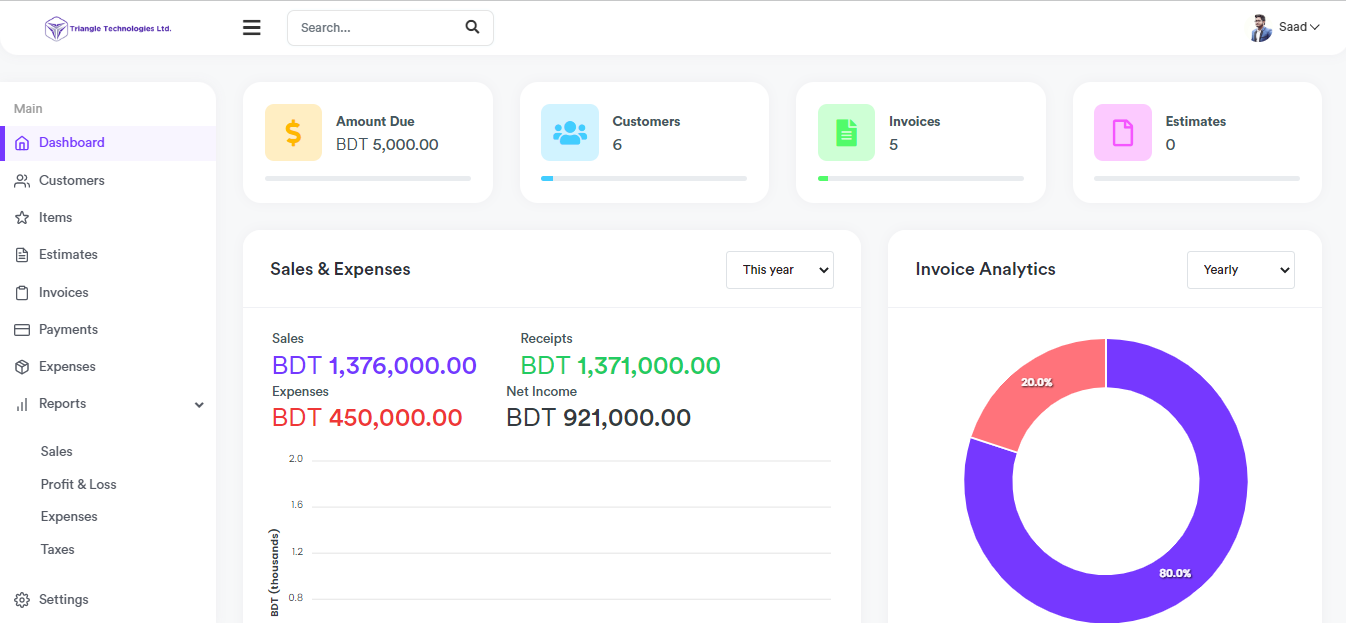 Triangle Technologies Ltd.
Search...
Saad
Main
Dashboard
Customers
Items
Estimates
Invoices
Payments
Expenses
Reports
Sales
Profit & Loss
Expenses
Taxes
Settings
Amount Due
BDT 5,000.00
Customers
6
Invoices
5
Estimates
0
Sales & Expenses
This year
Sales
BDT 1,376,000.00
Receipts
BDT 1,371,000.00
Expenses
BDT 450,000.00
Net Income
BDT 921,000.00
2.0
1.6
1.2
0.8
BDT (thousands)
Invoice Analytics
Yearly
20.0%
80.0%